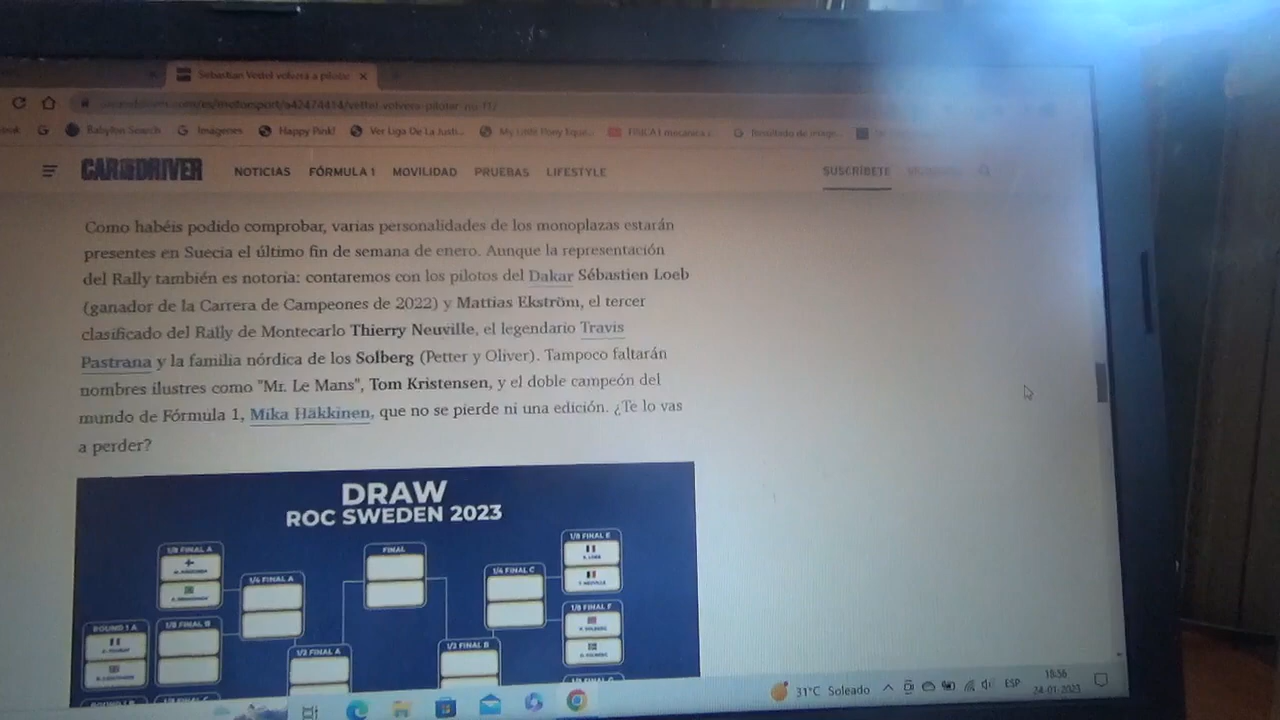 Sebastian Vettel volverá a pilotar
Babylon Search
Imágenes
Happy Pink!
Ver Liga De La Justi...
My Little Pony Eque...
FISICA I mecánica c...
Resultado de image...
CAR AND DRIVER
NOTICIAS FÓRMULA 1 MOVILIDAD PRUEBAS LIFESTYLE
SUSCRÍBETE
Como habéis podido comprobar, varias personalidades de los monoplazas estarán
presentes en Suecia el último fin de semana de enero. Aunque la representación
del Rally también es notoria: contaremos con los pilotos del Dakar Sébastien Loeb
(ganador de la Carrera de Campeones de 2022) y Mattias Ekström, el tercer
clasificado del Rally de Montecarlo Thierry Neuville, el legendario Travis
Pastrana y la familia nórdica de los Solberg (Petter y Oliver). Tampoco faltarán
nombres ilustres como "Mr. Le Mans", Tom Kristensen, y el doble campeón del
mundo de Fórmula 1, Mika Häkkinen, que no se pierde ni una edición. ¿Te lo vas
a perder?
DRAW
ROC SWEDEN 2023
1/8 FINAL A
FINAL
1/8 FINAL E
1/4 FINAL A
1/4 FINAL C
1/8 FINAL F
ROUND 1 A
1/8 FINAL B
1/2 FINAL A
1/2 FINAL B
31°C Soleado
ESP
18:56
24-01-2023